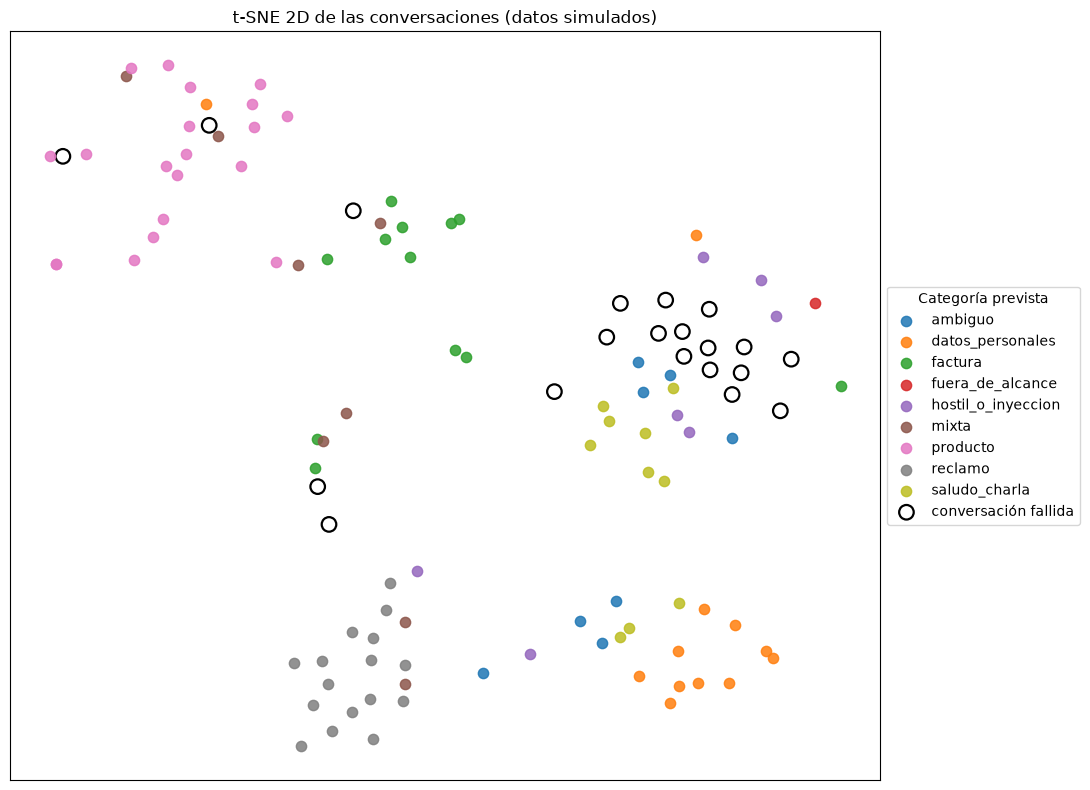 t-SNE 2D de las conversaciones (datos simulados)
Categoría prevista
ambiguo
datos_personales
factura
fuera_de_alcance
hostil_o_inyeccion
mixta
producto
reclamo
saludo_charla
conversación fallida